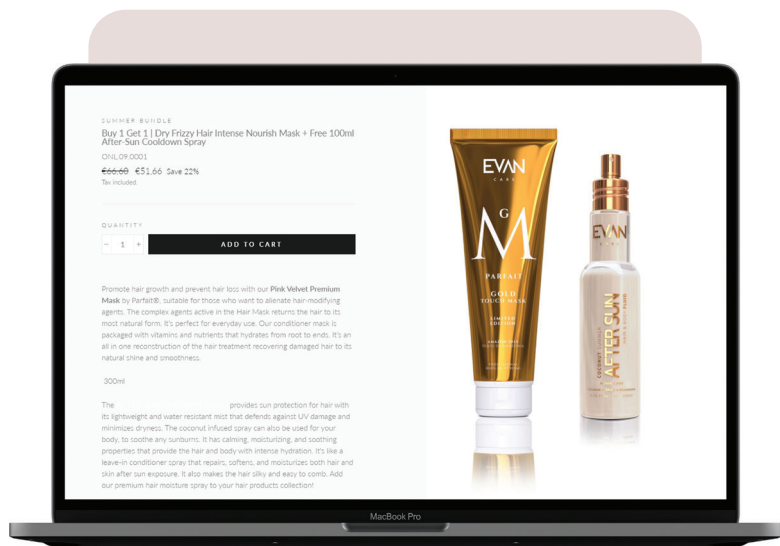 SUMMER BUNDLE
Buy 1 Get 1 | Dry Frizzy Hair Intense Nourish Mask + Free 100ml
After-Sun Cooldown Spray
ONL.09.0001
€66,60 €51,66 Save 22%
Tax included.
QUANTITY
− 1 +
ADD TO CART
Promote hair growth and prevent hair loss with our Pink Velvet Premium
Mask by Parfait®, suitable for those who want to alienate hair-modifying
agents. The complex agents active in the Hair Mask returns the hair to its
most natural form. It's perfect for everyday use. Our conditioner mask is
packaged with vitamins and nutrients that hydrates from root to ends. It's an
all in one reconstruction of the hair treatment recovering damaged hair to its
natural shine and smoothness.
300ml
The provides sun protection for hair with
its lightweight and water resistant mist that defends against UV damage and
minimizes dryness. The coconut infused spray can also be used for your
body, to soothe any sunburns. It has calming, moisturizing, and soothing
properties that provide the hair and body with intense hydration. It's like a
leave-in conditioner spray that repairs, softens, and moisturizes both hair and
skin after sun exposure. It also makes the hair silky and easy to comb. Add
our premium hair moisture spray to your hair products collection!
EVAN
CARE
G
M
PARFAIT
GOLD
TOUCH MASK
LIMITED
EDITION
EVAN
CARE
COCONUT
AFTER SUN
MacBook Pro